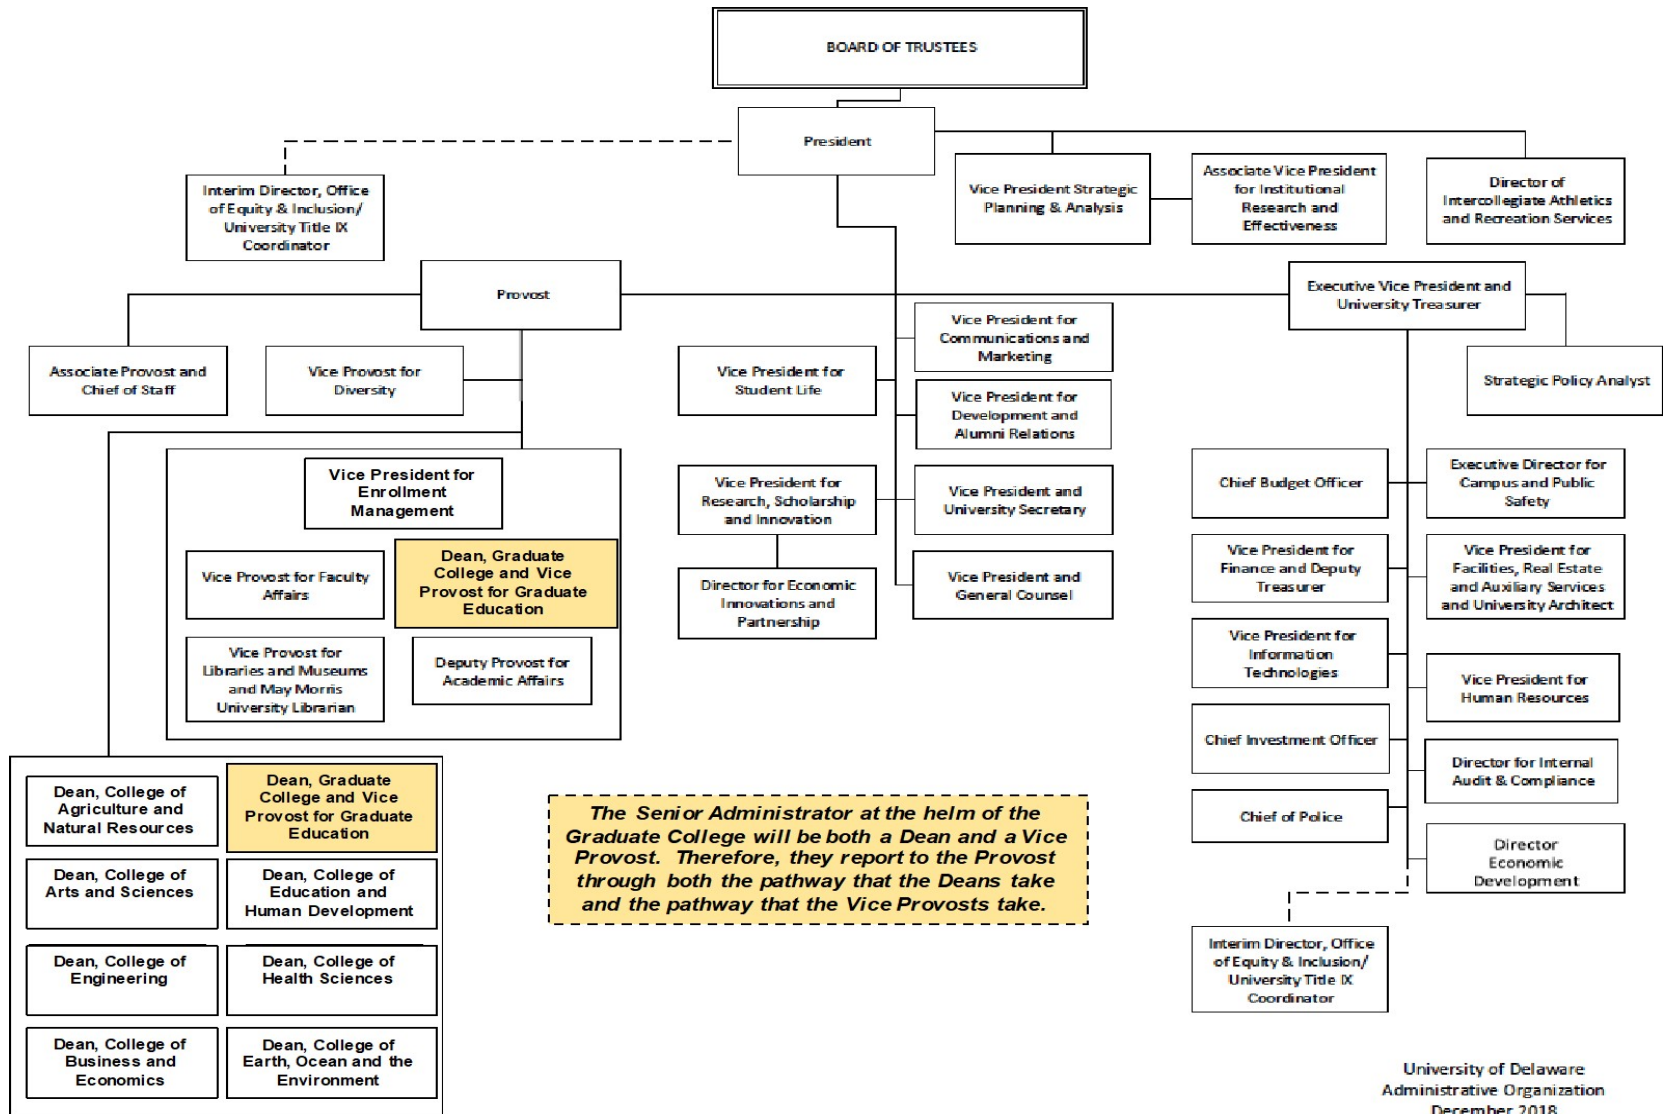 BOARD OF TRUSTEES
President
Interim Director, Office
of Equity & Inclusion/
University Title IX
Coordinator
Vice President Strategic
Planning & Analysis
Associate Vice President
for Institutional
Research and
Effectiveness
Director of
Intercollegiate Athletics
and Recreation Services
Provost
Executive Vice President and
University Treasurer
Associate Provost and
Chief of Staff
Vice Provost for
Diversity
Vice President for
Student Life
Vice President for
Communications and
Marketing
Strategic Policy Analyst
Vice President for
Development and
Alumni Relations
Vice President for
Enrollment
Management
Vice Provost for Faculty
Affairs
Dean, Graduate
College and Vice
Provost for Graduate
Education
Vice Provost for
Libraries and Museums
and May Morris
University Librarian
Deputy Provost for
Academic Affairs
Vice President for
Research, Scholarship
and Innovation
Vice President and
University Secretary
Director for Economic
Innovations and
Partnership
Vice President and
General Counsel
Chief Budget Officer
Executive Director for
Campus and Public
Safety
Vice President for
Finance and Deputy
Treasurer
Vice President for
Facilities, Real Estate
and Auxiliary Services
and University Architect
Vice President for
Information
Technologies
Vice President for
Human Resources
Chief Investment Officer
Director for Internal
Audit & Compliance
Chief of Police
Director
Economic
Development
Interim Director, Office
of Equity & Inclusion/
University Title IX
Coordinator
Dean, College of
Agriculture and
Natural Resources
Dean, Graduate
College and Vice
Provost for Graduate
Education
Dean, College of
Arts and Sciences
Dean, College of
Education and
Human Development
Dean, College of
Engineering
Dean, College of
Health Sciences
Dean, College of
Business and
Economics
Dean, College of
Earth, Ocean and the
Environment
The Senior Administrator at the helm of the
Graduate College will be both a Dean and a Vice
Provost. Therefore, they report to the Provost
through both the pathway that the Deans take
and the pathway that the Vice Provosts take.
University of Delaware
Administrative Organization
December 2018